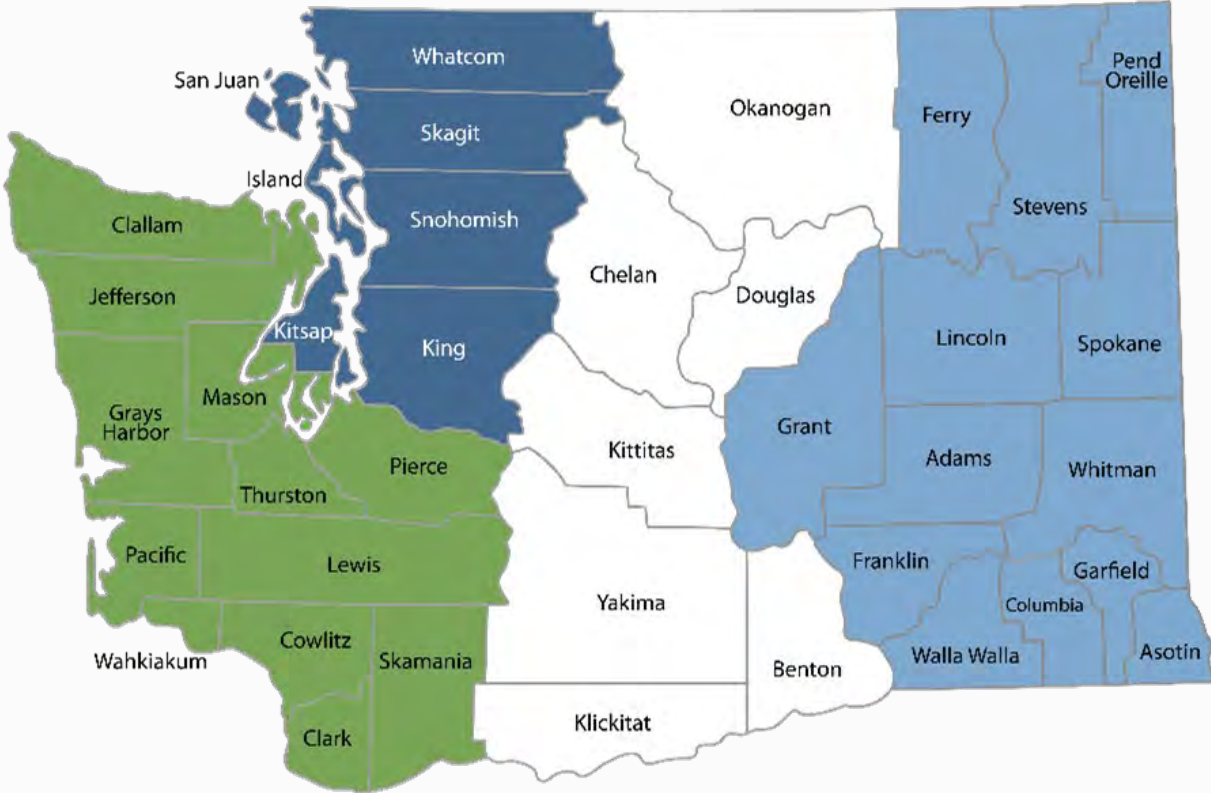 Whatcom
San Juan
Pend
Oreille
Okanogan
Ferry
Skagit
Island
Stevens
Snohomish
Clallam
Chelan
Douglas
Jefferson
Kitsap
King
Lincoln
Spokane
Mason
Grays
Harbor
Grant
Kittitas
Adams
Whitman
Pierce
Thurston
Pacific
Lewis
Franklin
Garfield
Columbia
Yakima
Cowlitz
Wahkiakum
Skamania
Walla Walla
Asotin
Benton
Klickitat
Clark